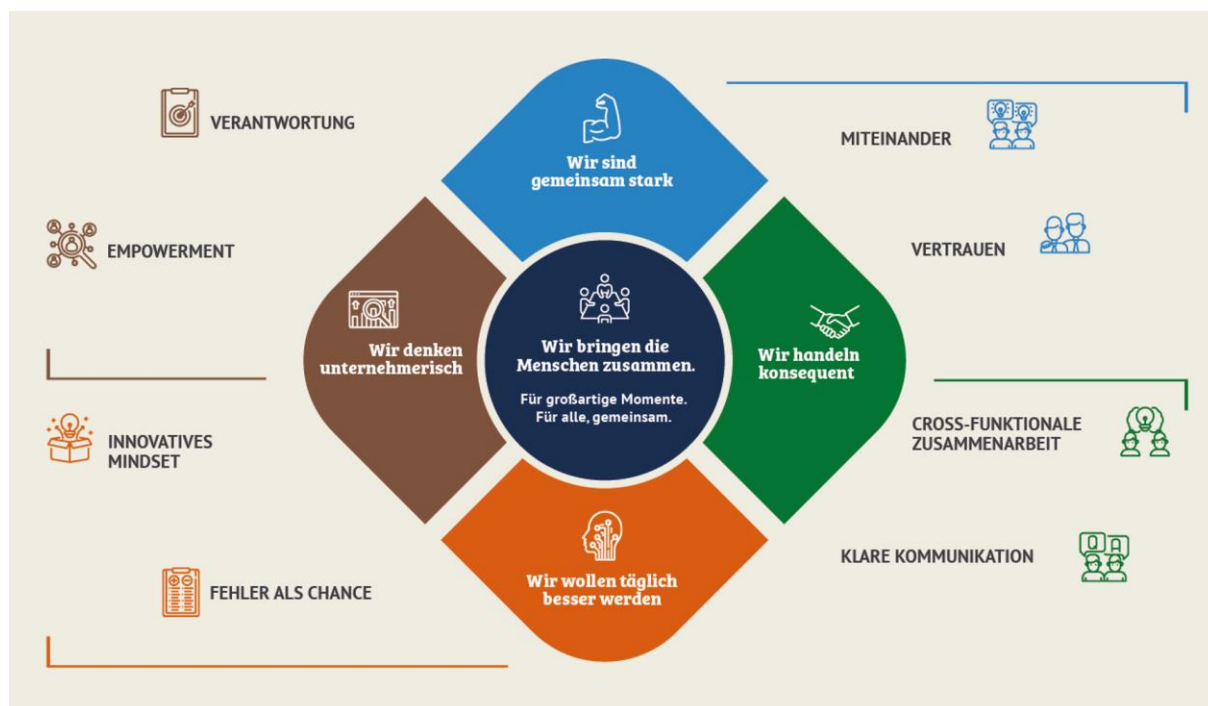 VERANTWORTUNG
EMPOWERMENT
INNOVATIVES
MINDSET
FEHLER ALS CHANCE
Wir sind
gemeinsam stark
Wir denken
unternehmerisch
Wir bringen die
Menschen zusammen.
Für großartige Momente.
Für alle, gemeinsam.
Wir handeln
konsequent
Wir wollen täglich
besser werden
MITEINANDER
VERTRAUEN
CROSS-FUNKTIONALE
ZUSAMMENARBEIT
KLARE KOMMUNIKATION